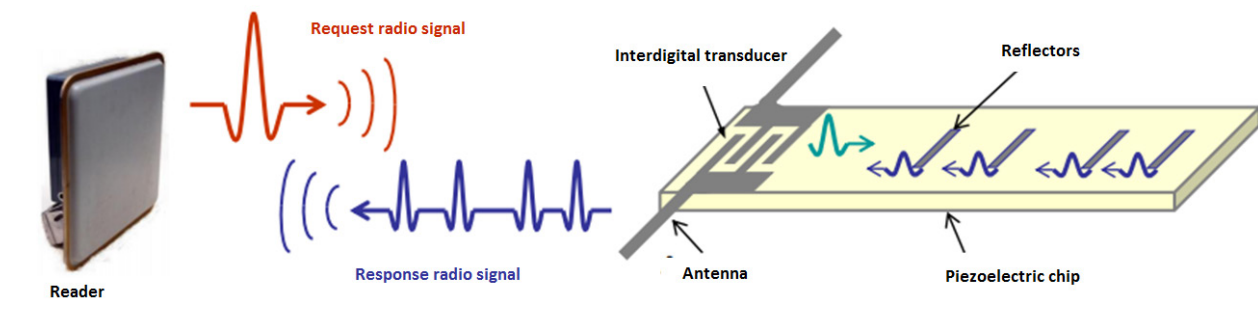 Request radio signal
Interdigital transducer
Reflectors
Response radio signal
Antenna
Piezoelectric chip
Reader